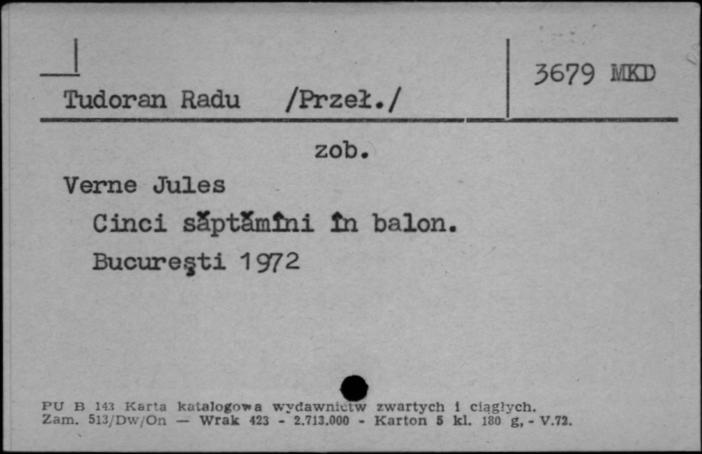 3679 MKD
Tudoran Radu /Przeł./
zob.
Verne Jules
Cinci săptămîni în balon.
Bucureşti 1972
PU B 143 Karta katalogowa wydawnictw zwartych i ciągłych.
Zam. 513/Dw/On — Wrak 423 - 2.713.000 - Karton 5 kl. 180 g, - V.72.